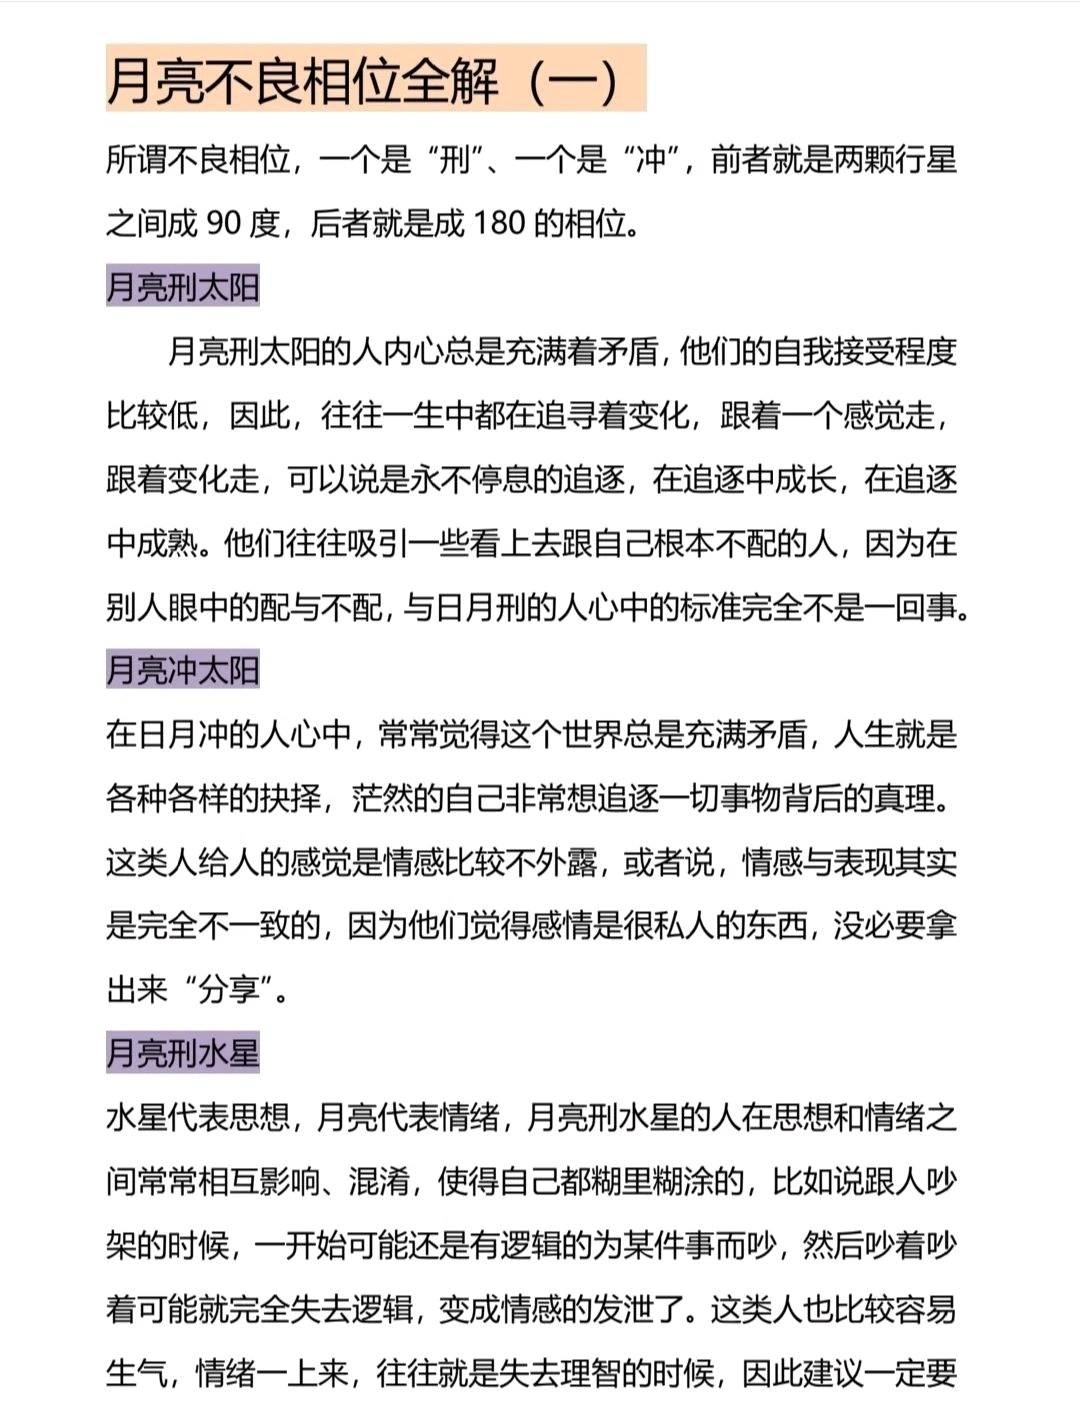 月亮不良相位全解（一）
所谓不良相位，一个是“刑”、一个是“冲”，前者就是两颗行星
之间成 90 度，后者就是成 180 的相位。
月亮刑太阳
月亮刑太阳的人内心总是充满着矛盾，他们的自我接受程度
比较低，因此，往往一生中都在追寻着变化，跟着一个感觉走，
跟着变化走，可以说是永不停息的追逐，在追逐中成长，在追逐
中成熟。他们往往吸引一些看上去跟自己根本不配的人，因为在
别人眼中的配与不配，与日月刑的人心中的标准完全不是一回事。
月亮冲太阳
在日月冲的人心中，常常觉得这个世界总是充满矛盾，人生就是
各种各样的抉择，茫然的自己非常想追逐一切事物背后的真理。
这类人给人的感觉是情感比较不外露，或者说，情感与表现其实
是完全不一致的，因为他们觉得感情是很私人的东西，没必要拿
出来“分享”。
月亮刑水星
水星代表思想，月亮代表情绪，月亮刑水星的人在思想和情绪之
间常常相互影响、混淆，使得自己都糊里糊涂的，比如说跟人吵
架的时候，一开始可能还是有逻辑的为某件事而吵，然后吵着吵
着可能就完全失去逻辑，变成情感的发泄了。这类人也比较容易
生气，情绪一上来，往往就是失去理智的时候，因此建议一定要